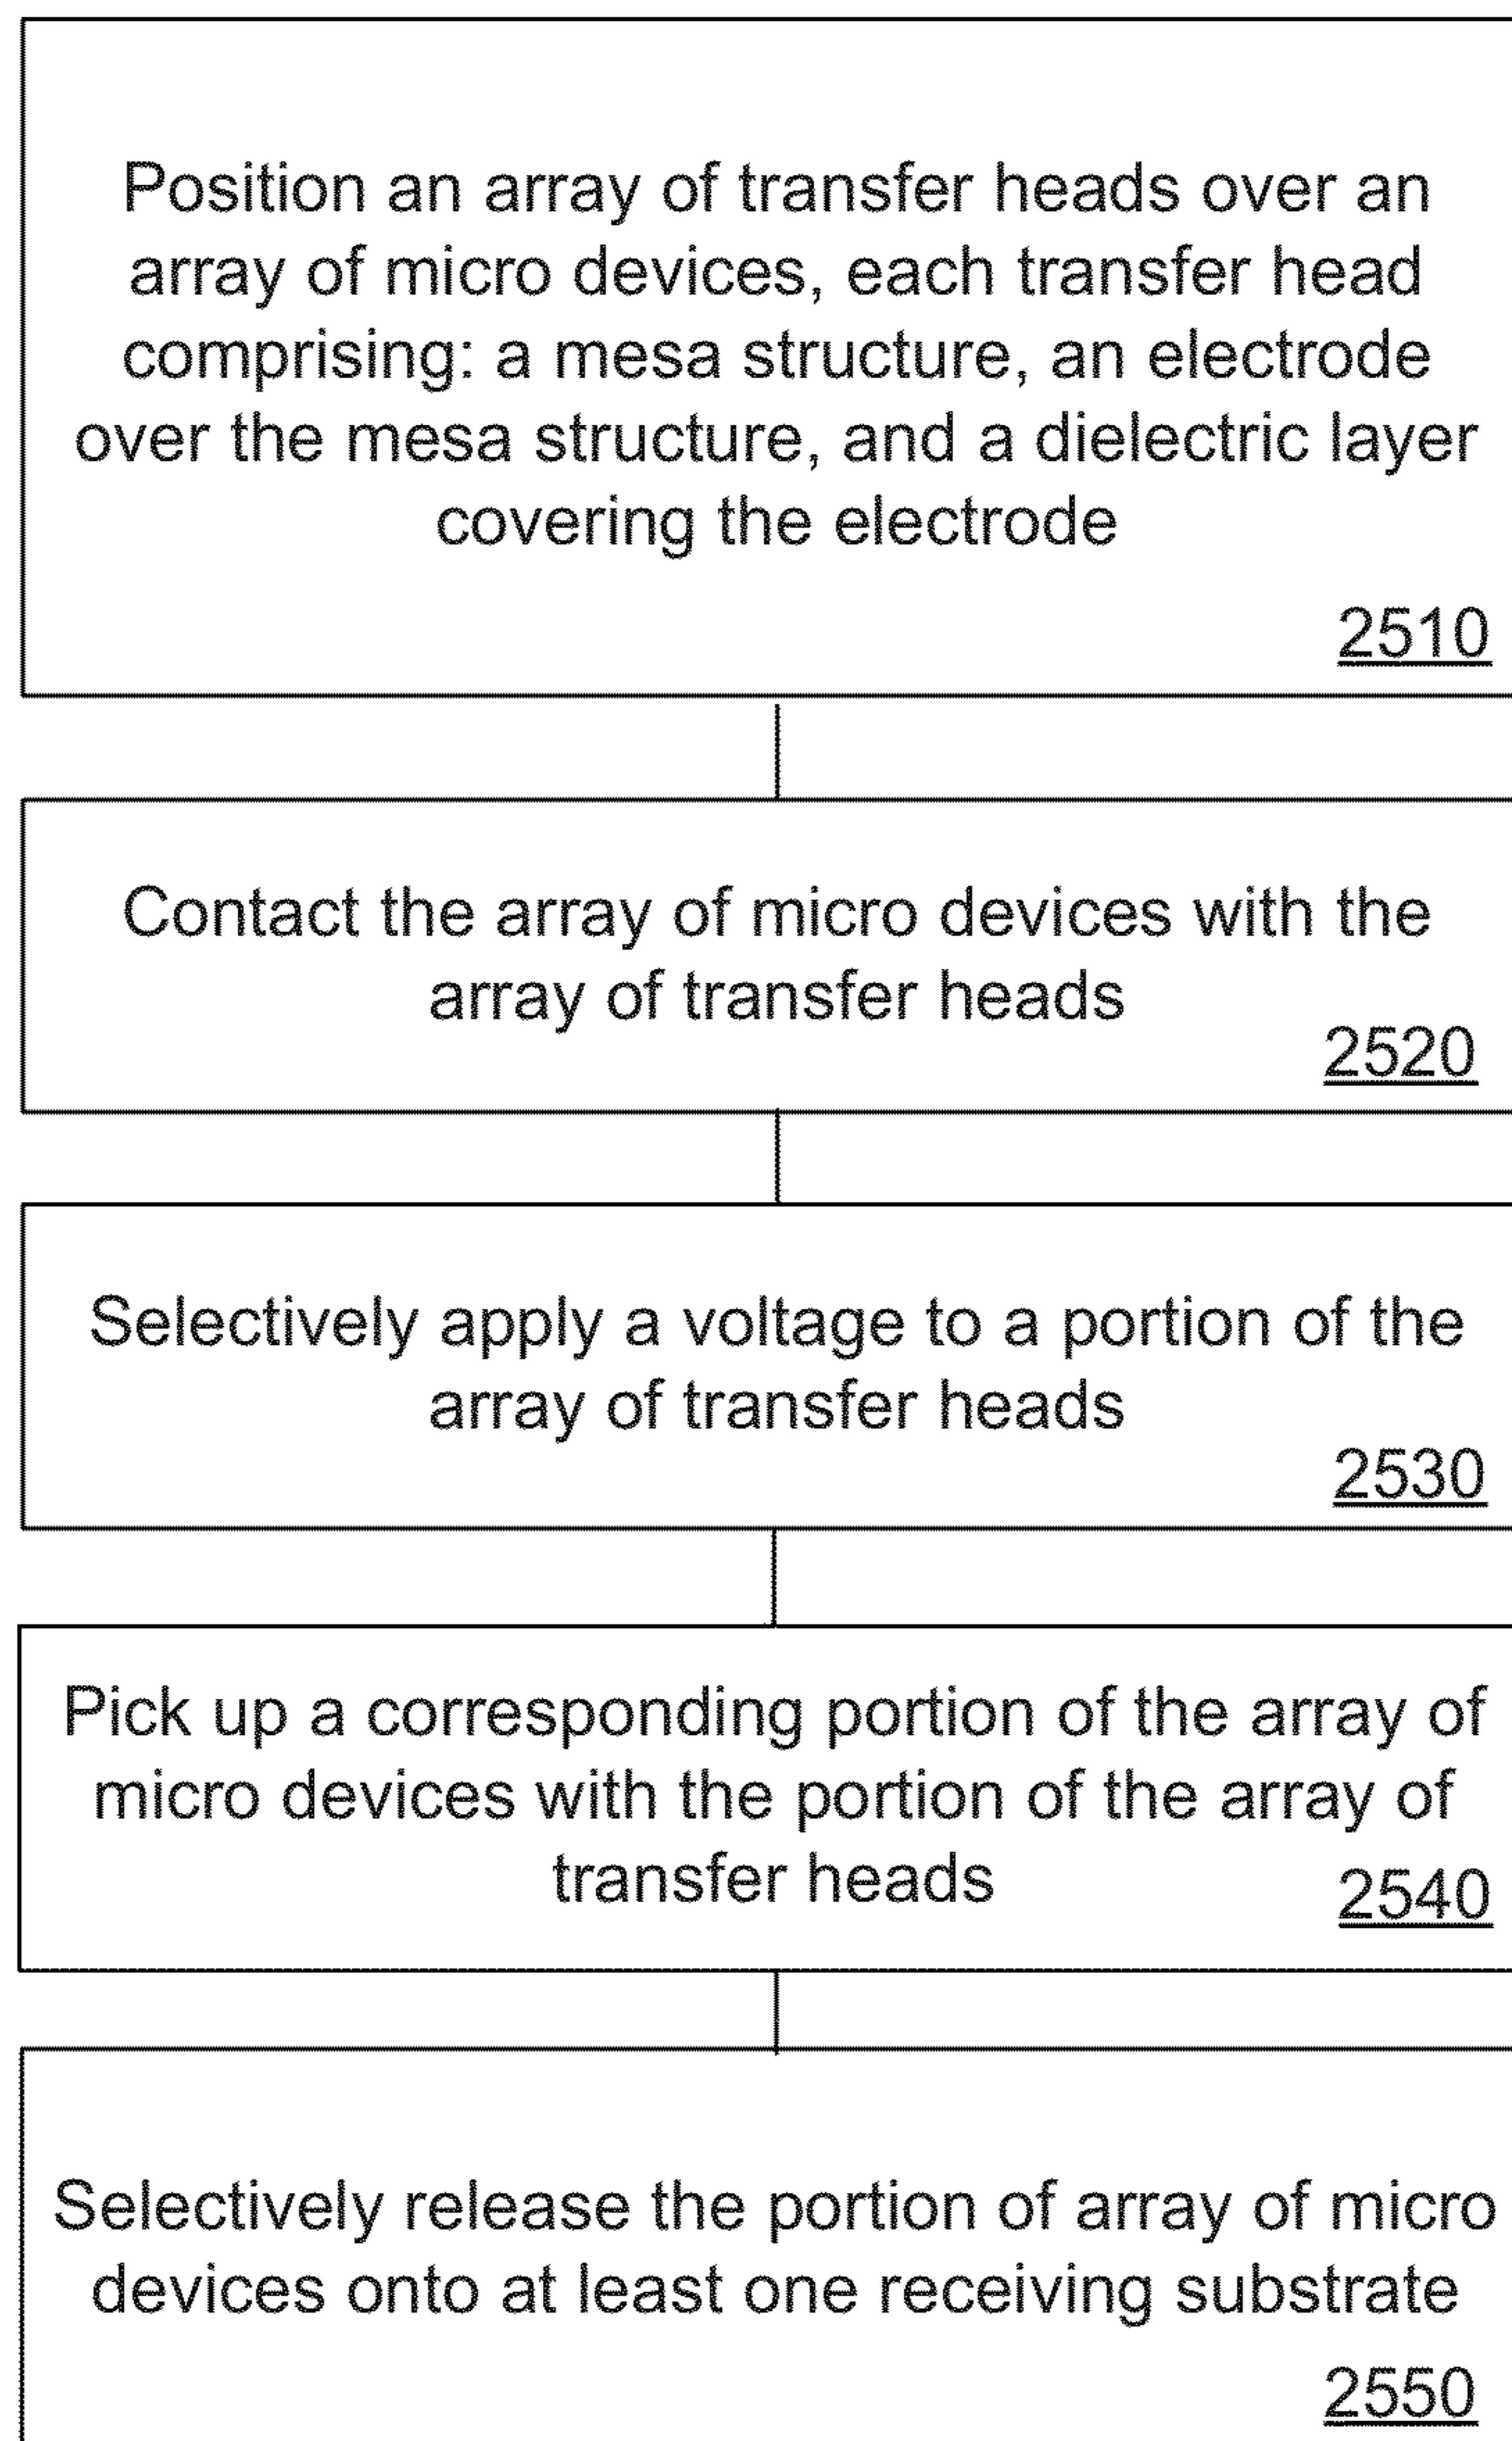 Position an array of transfer heads over an
array of micro devices, each transfer head
comprising: a mesa structure, an electrode
over the mesa structure, and a dielectric layer
covering the electrode
2510
Contact the array of micro devices with the
array of transfer heads
2520
Selectively apply a voltage to a portion of the
array of transfer heads
2530
Pick up a corresponding portion of the array of
micro devices with the portion of the array of
transfer heads
2540
Selectively release the portion of array of micro
devices onto at least one receiving substrate
2550